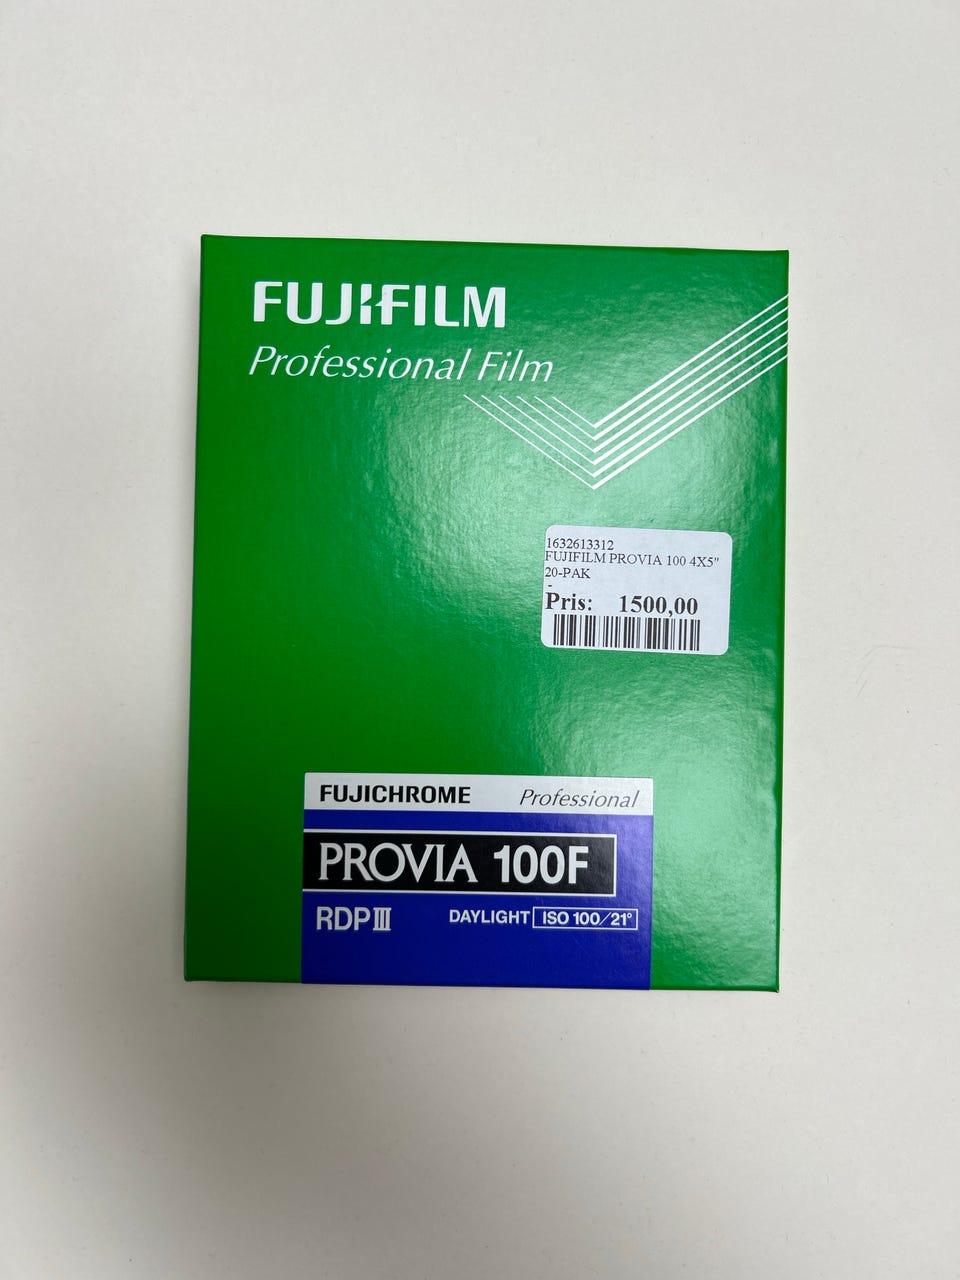 FUJIFILM
Professional Film
1632613312
FUJIFILM PROVIA 100 4X5"
20-PAK
-
Pris: 1500,00
FUJICHROME Professional
PROVIA 100F
RDPIII DAYLIGHT ISO 100/21°